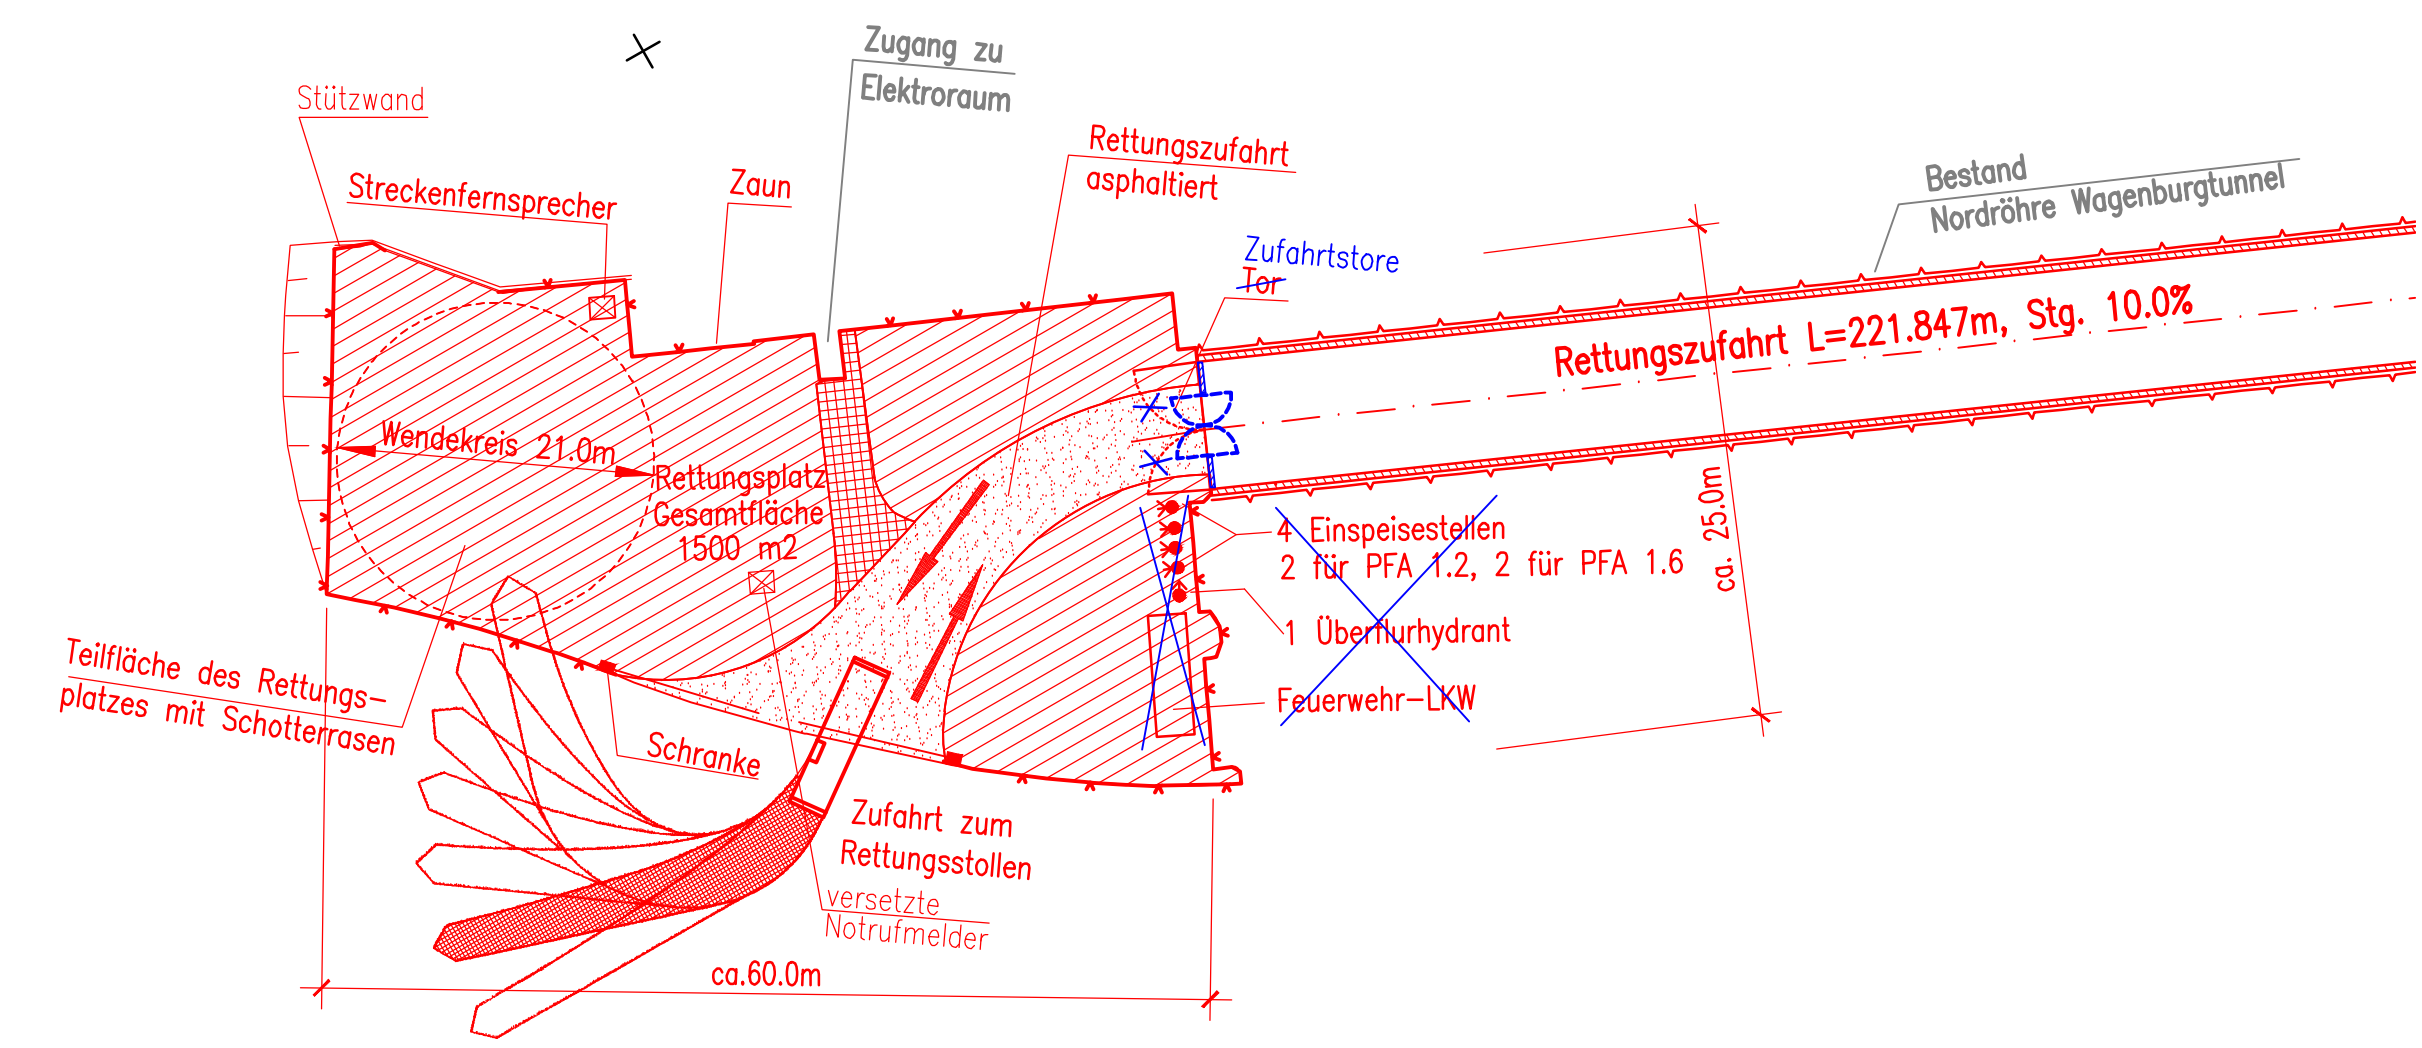 Zugang zu
Elektroraum
Stützwand
Streckenfernsprecher
Zaun
Rettungszufahrt
asphaltiert
Bestand
Nordröhre Wagenburgtunnel
Zufahrtstore
Tor
Rettungszufahrt L=221.847m, Stg. 10.0%
Wendekreis 21.0m
Rettungsplatz
Gesamtfläche
1500 m2
4 Einspeisestellen
2 für PFA 1.2, 2 für PFA 1.6
ca. 25.0m
1 Überflurhydrant
Feuerwehr-LKW
Teilfläche des Rettungs-
platzes mit Schotterrasen
Schranke
Zufahrt zum
Rettungsstollen
versetzte
Notrufmelder
ca.60.0m